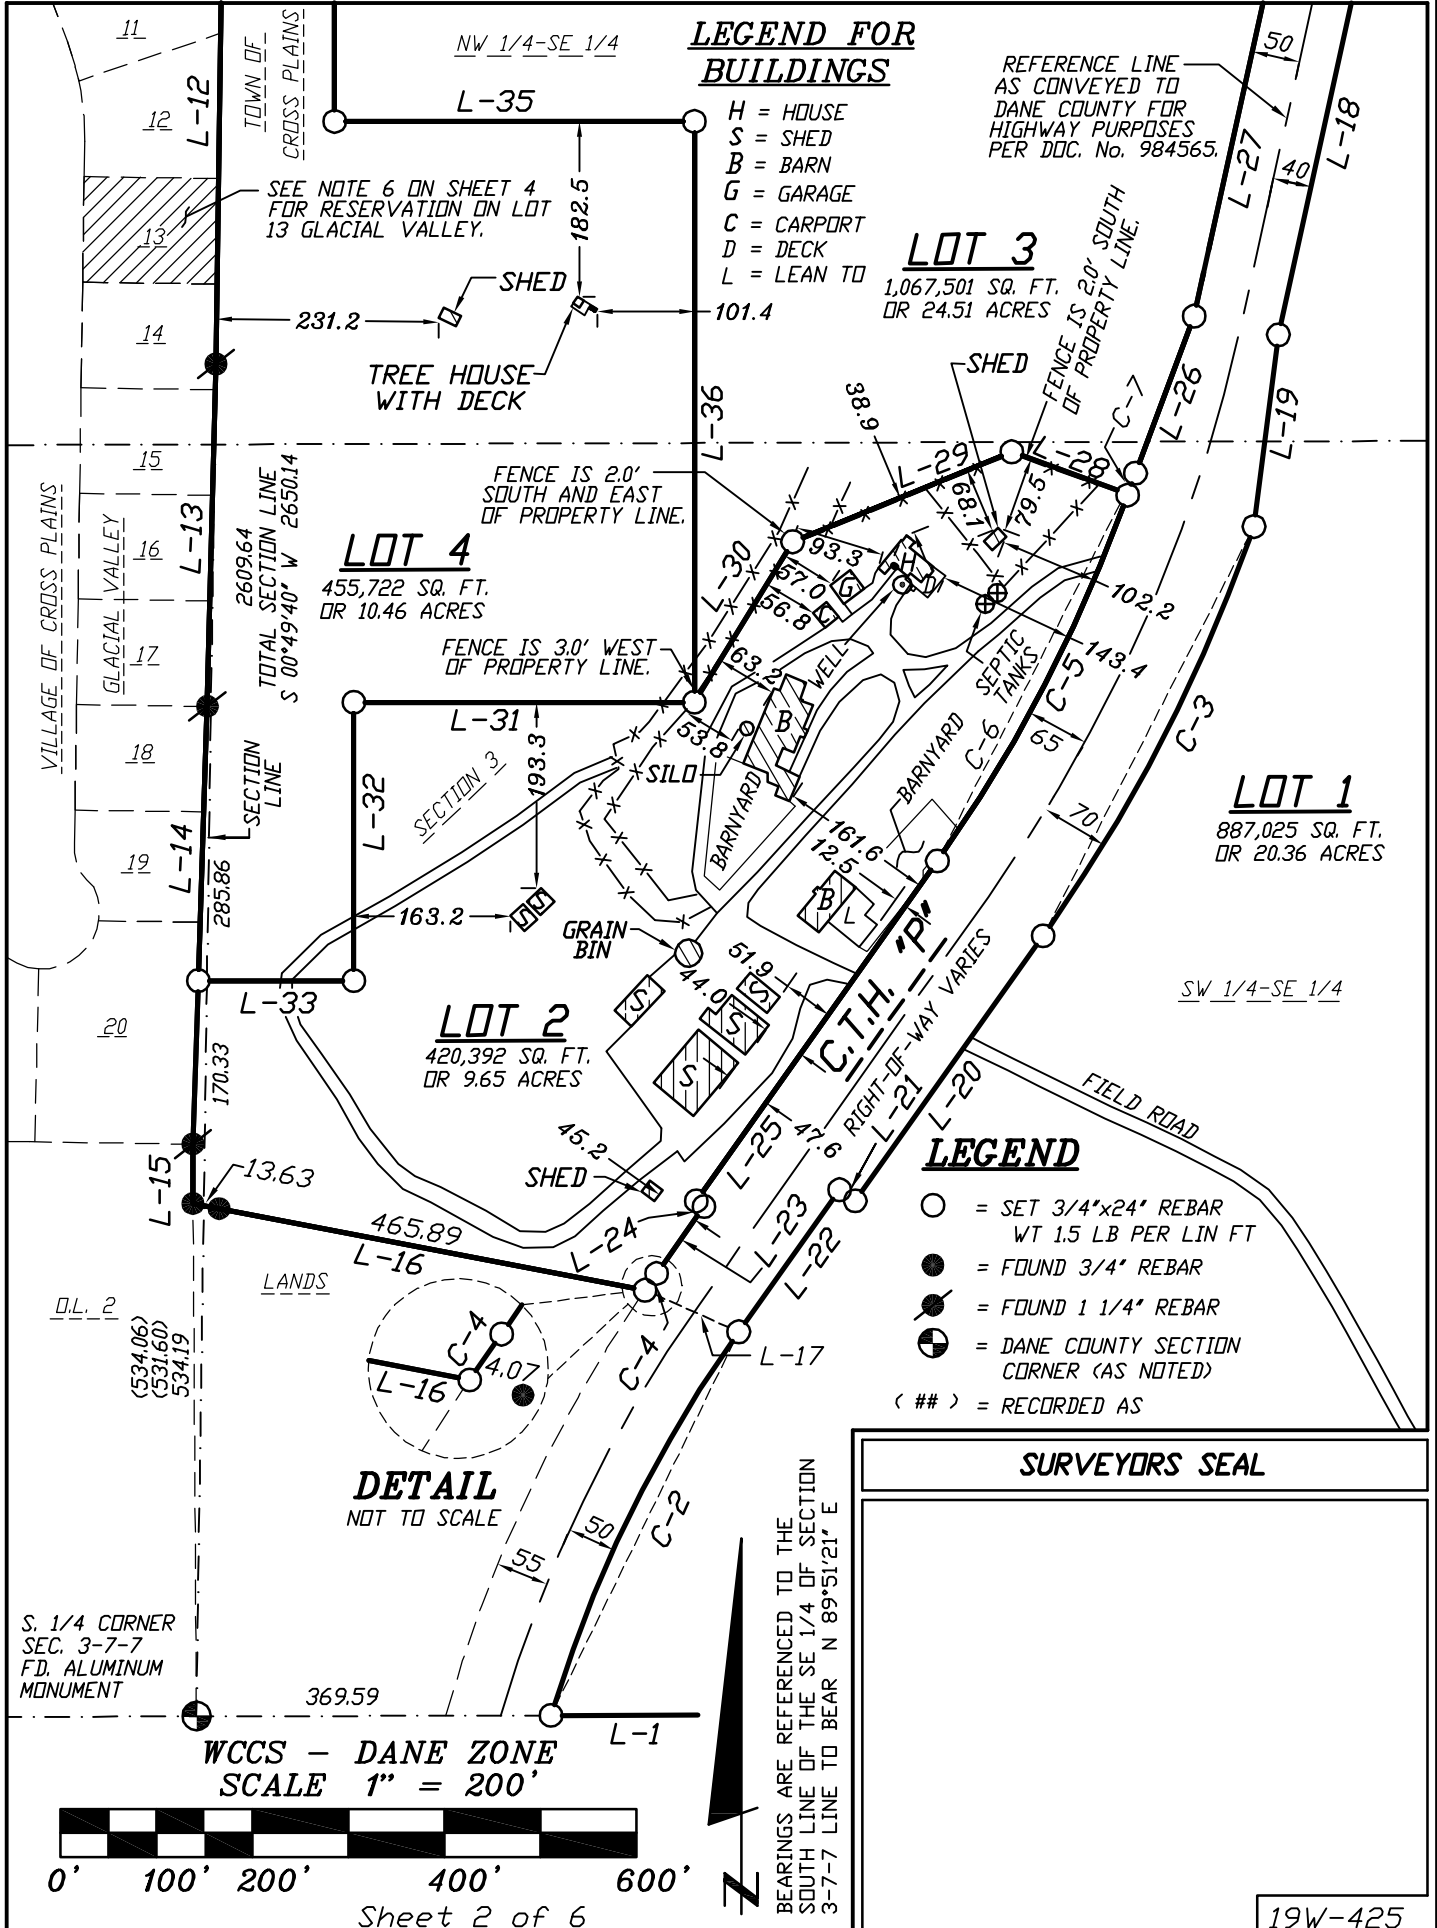 11
12
13
14
15
16
17
18
19
20
L-12
TOWN OF
CROSS PLAINS
NW 1/4-SE 1/4
L-35
LEGEND FOR
BUILDINGS
H = HOUSE
S = SHED
B = BARN
G = GARAGE
C = CARPORT
D = DECK
L = LEAN TO
REFERENCE LINE
AS CONVEYED TO
DANE COUNTY FOR
HIGHWAY PURPOSES
PER DOC. No. 984565.
50
L-18
L-27
40
SEE NOTE 6 ON SHEET 4
FOR RESERVATION ON LOT
13 GLACIAL VALLEY.
182.5
SHED
231.2
101.4
TREE HOUSE
WITH DECK
LOT 3
1,067,501 SQ. FT.
OR 24.51 ACRES
FENCE IS 2.0' SOUTH
OF PROPERTY LINE.
SHED
C-7
L-26
L-19
L-36
38.9
L-29
L-28
68.1
79.5
FENCE IS 2.0'
SOUTH AND EAST
OF PROPERTY LINE.
VILLAGE OF CROSS PLAINS
GLACIAL VALLEY
L-13
2609.64
TOTAL SECTION LINE
S 00°49'40" W  2650.14
LOT 4
455,722 SQ. FT.
OR 10.46 ACRES
L-30
93.3
57.0
56.8
63.2
53.8
H
D
G
C
B
102.2
143.4
WELL
SEPTIC
TANKS
FENCE IS 3.0' WEST
OF PROPERTY LINE.
L-31
193.3
L-32
SECTION 3
SILO
BARNYARD
BARNYARD
C-6
C-5
65
C-3
70
LOT 1
887,025 SQ. FT.
OR 20.36 ACRES
SECTION
LINE
L-14
285.86
163.2
S
S
161.6
12.5
B
L
GRAIN
BIN
51.9
44.0
S
S
S
S
L-33
LOT 2
420,392 SQ. FT.
OR 9.65 ACRES
C.T.H. "P"
RIGHT-OF-WAY VARIES
SW 1/4-SE 1/4
170.33
L-21
L-20
FIELD ROAD
L-15
13.63
465.89
L-16
45.2
SHED
L-25
47.6
L-24
L-23
L-22
LEGEND
= SET 3/4"x24" REBAR
WT 1.5 LB PER LIN FT
= FOUND 3/4" REBAR
= FOUND 1 1/4" REBAR
= DANE COUNTY SECTION
CORNER (AS NOTED)
( ## ) = RECORDED AS
O.L. 2
LANDS
(534.06)
(531.60)
534.19
C-4
4.07
L-16
C-4
L-17
DETAIL
NOT TO SCALE
C-2
50
55
SURVEYORS SEAL
S. 1/4 CORNER
SEC. 3-7-7
FD. ALUMINUM
MONUMENT
369.59
L-1
WCCS - DANE ZONE
SCALE 1" = 200'
0' 100' 200' 400' 600'
Sheet 2 of 6
N
BEARINGS ARE REFERENCED TO THE
SOUTH LINE OF THE SE 1/4 OF SECTION
3-7-7 LINE TO BEAR N 89°51'21" E
19W-425